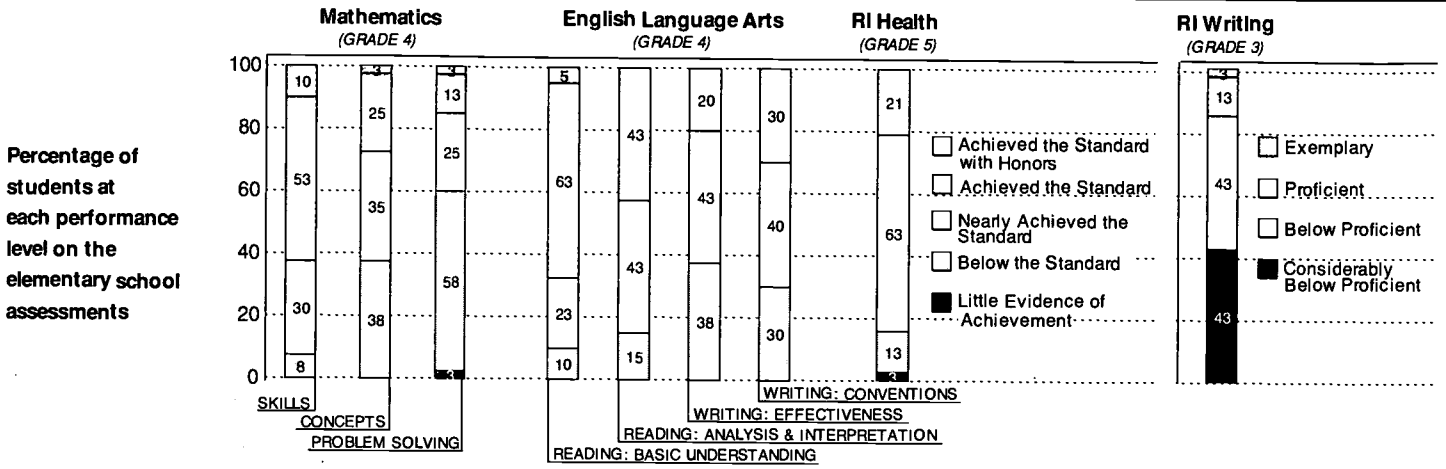 Mathematics
(GRADE 4)
English Language Arts
(GRADE 4)
RI Health
(GRADE 5)
RI Writing
(GRADE 3)
Percentage of
students at
each performance
level on the
elementary school
assessments
100
80
60
40
20
0
10
53
30
8
3
25
35
38
3
13
25
58
3
5
63
23
10
43
43
15
20
43
38
30
40
30
21
63
13
3
Achieved the Standard
with Honors
Achieved the Standard
Nearly Achieved the
Standard
Below the Standard
Little Evidence of
Achievement
3
13
43
43
Exemplary
Proficient
Below Proficient
Considerably
Below Proficient
SKILLS
CONCEPTS
PROBLEM SOLVING
WRITING: CONVENTIONS
WRITING: EFFECTIVENESS
READING: ANALYSIS & INTERPRETATION
READING: BASIC UNDERSTANDING